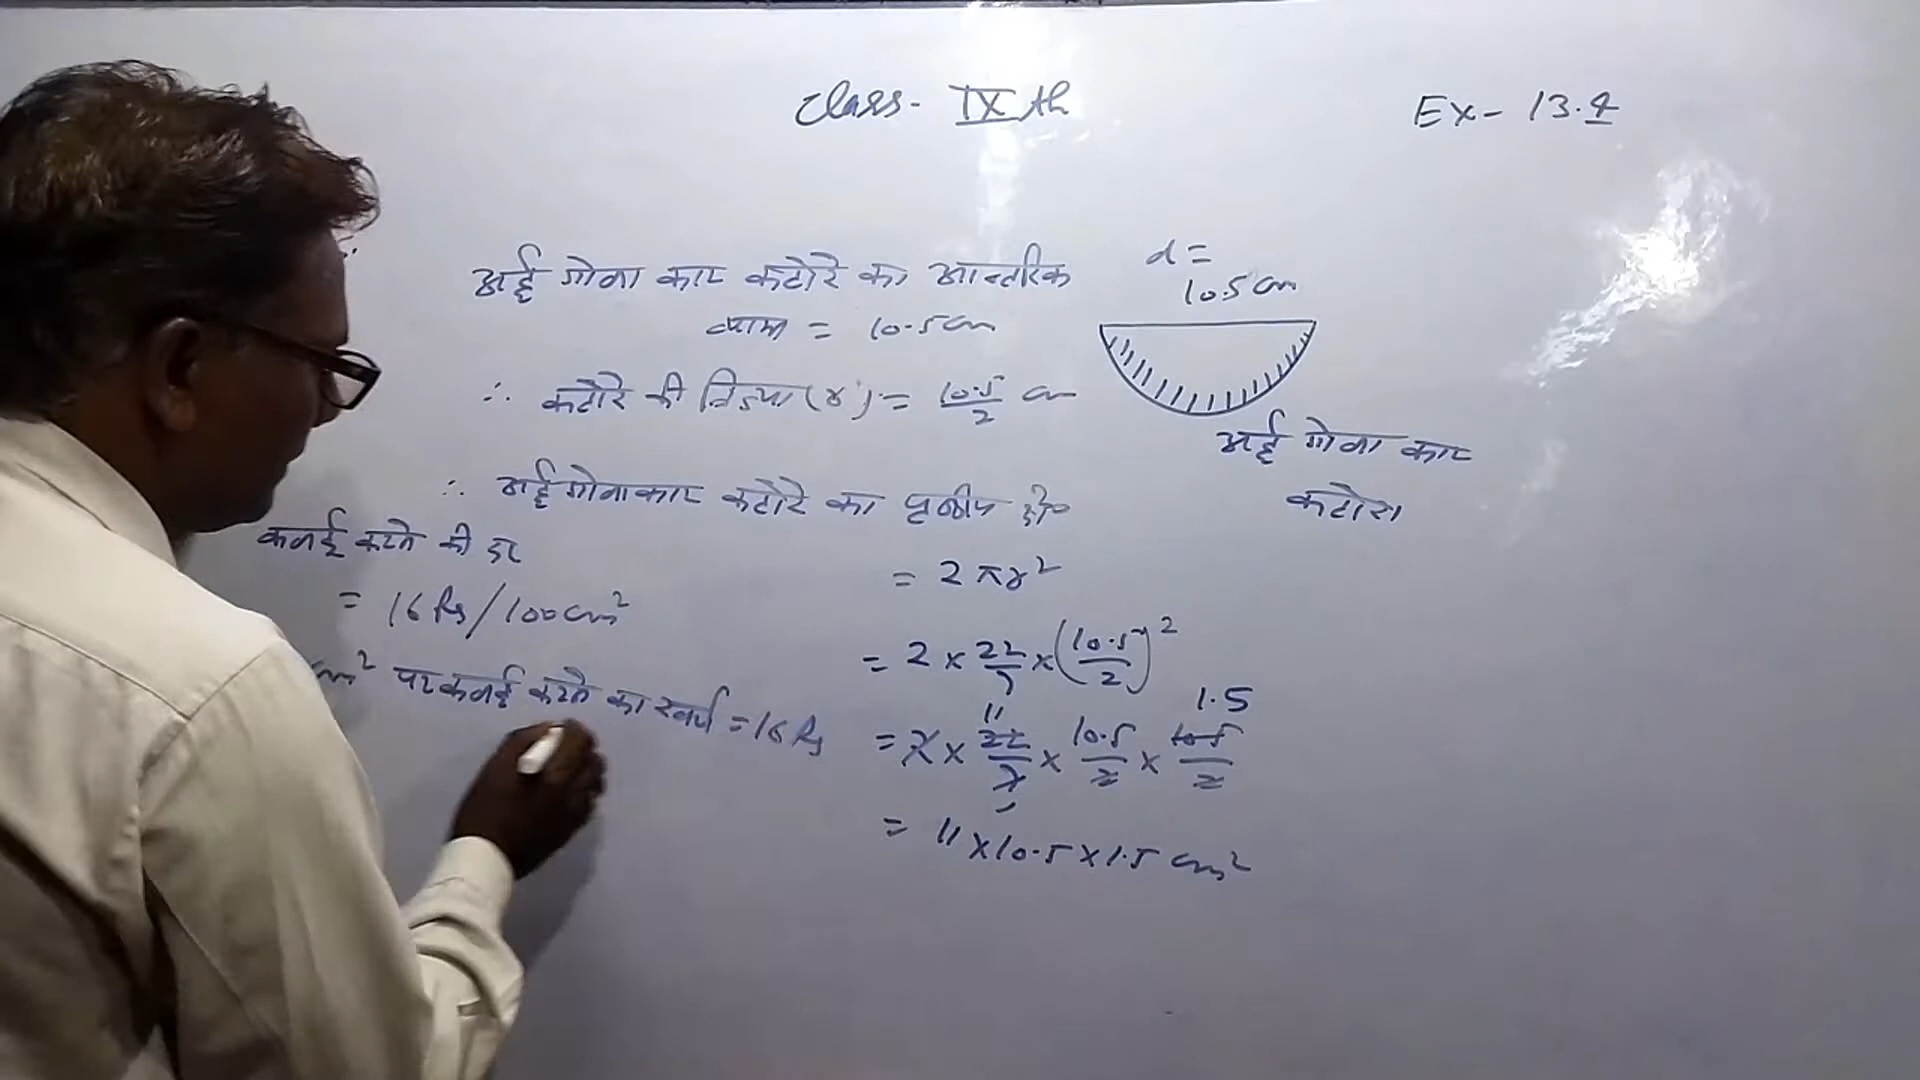 Class- IX th
Ex- 13.4
अर्द्ध गोला कार कटोरे का आन्तरिक
व्यास = 10.5 cm
d =
10.5 cm
∴ कटोरे की त्रिज्या (r) = 10.5/2 cm
अर्द्ध गोला कार
कटोरा
∴ अर्द्ध गोलाकार कटोरे का पृष्ठीय क्षे०
= 2πr²
= 2 × 22/7 × (10.5/2)²
= 2 × 22/7 × 10.5/2 × 10.5/2
11
1.5
= 11 × 10.5 × 1.5 cm²
कलई करने की दर
= 16 Rs/100 cm²
cm² पर कलई करने का खर्च = 16 Rs